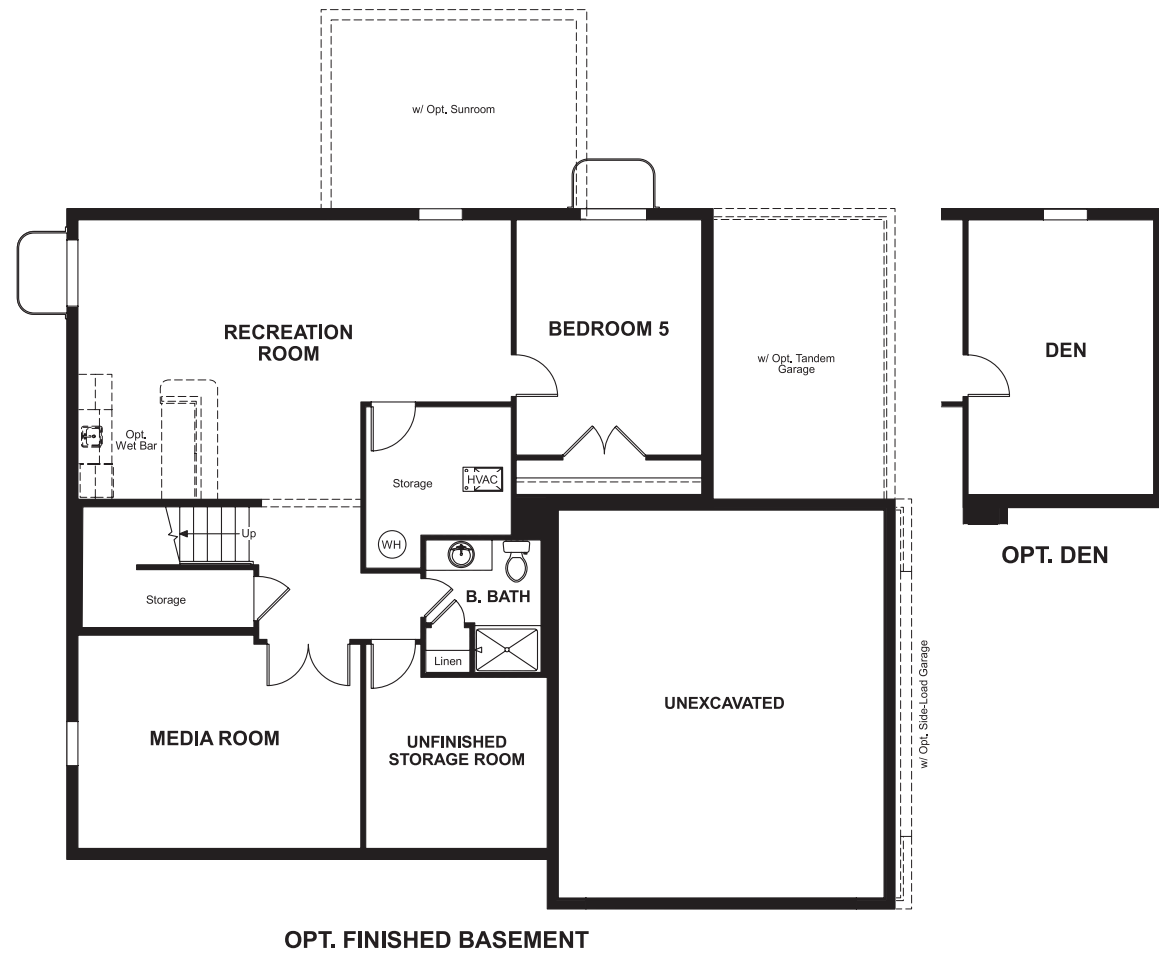 w/ Opt. Sunroom
RECREATION
ROOM
BEDROOM 5
w/ Opt. Tandem
Garage
DEN
Opt.
Wet Bar
Storage
HVAC
Up
WH
OPT. DEN
Storage
B. BATH
Linen
MEDIA ROOM
UNFINISHED
STORAGE ROOM
UNEXCAVATED
w/ Opt. Side-Load Garage
OPT. FINISHED BASEMENT